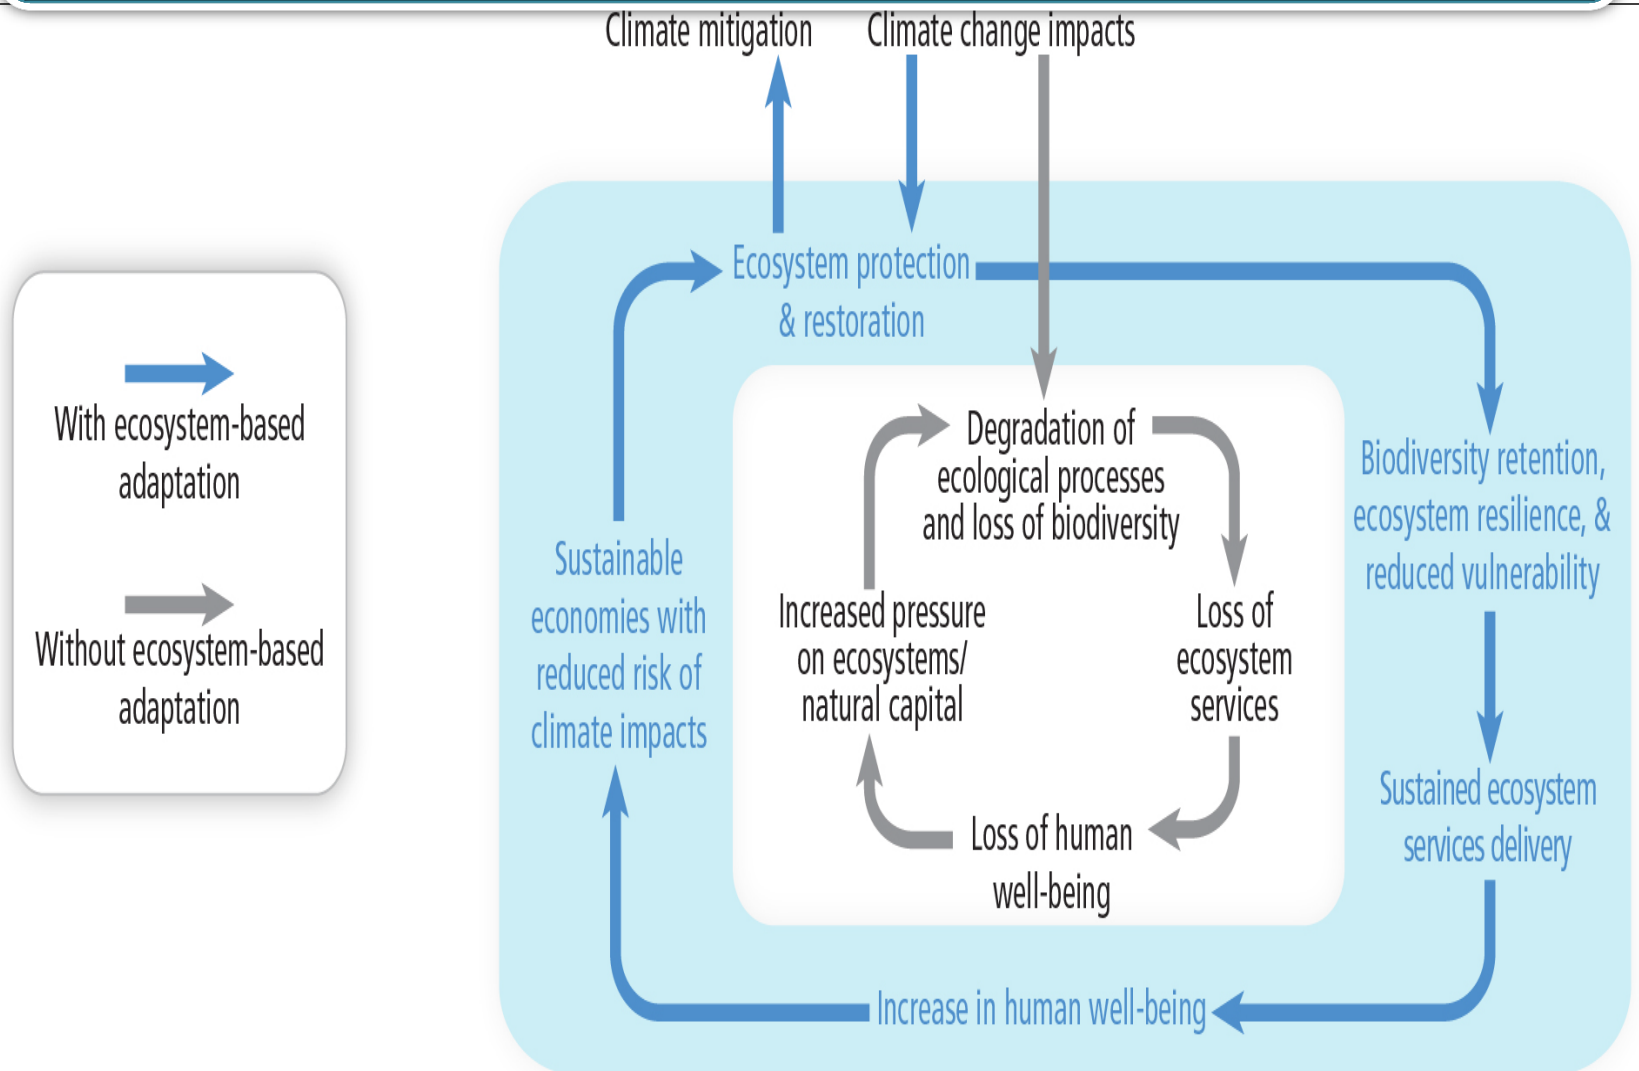 Climate mitigation
Climate change impacts
With ecosystem-based
adaptation
Without ecosystem-based
adaptation
Ecosystem protection
& restoration
Biodiversity retention,
ecosystem resilience, &
reduced vulnerability
Sustained ecosystem
services delivery
Increase in human well-being
Sustainable
economies with
reduced risk of
climate impacts
Degradation of
ecological processes
and loss of biodiversity
Loss of
ecosystem
services
Loss of human
well-being
Increased pressure
on ecosystems/
natural capital